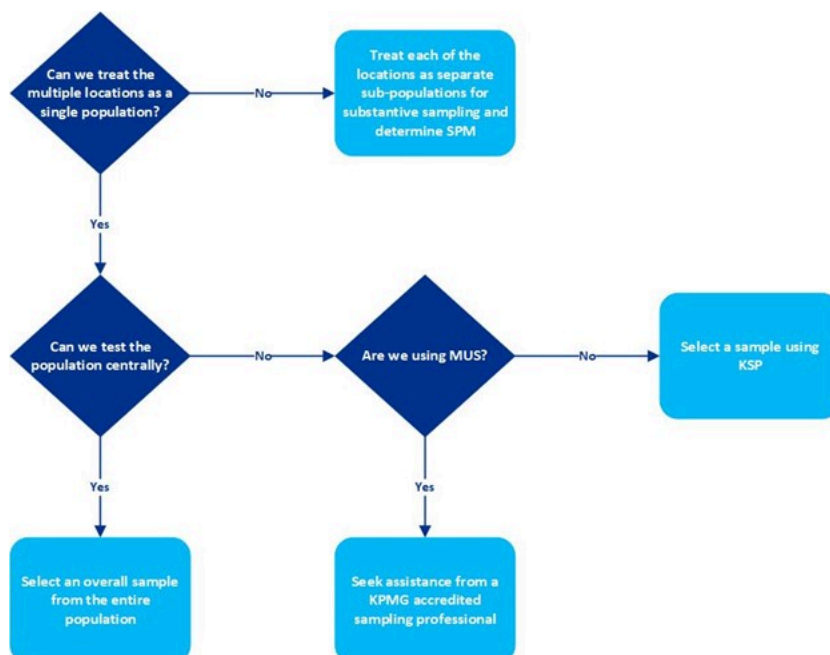 Can we treat the
multiple locations as a
single population?
No
Treat each of the
locations as separate
sub-populations for
substantive sampling and
determine SPM
Yes
Can we test the
population centrally?
No
Are we using MUS?
No
Select a sample using
KSP
Yes
Yes
Select an overall sample
from the entire
population
Seek assistance from a
KPMG accredited
sampling professional